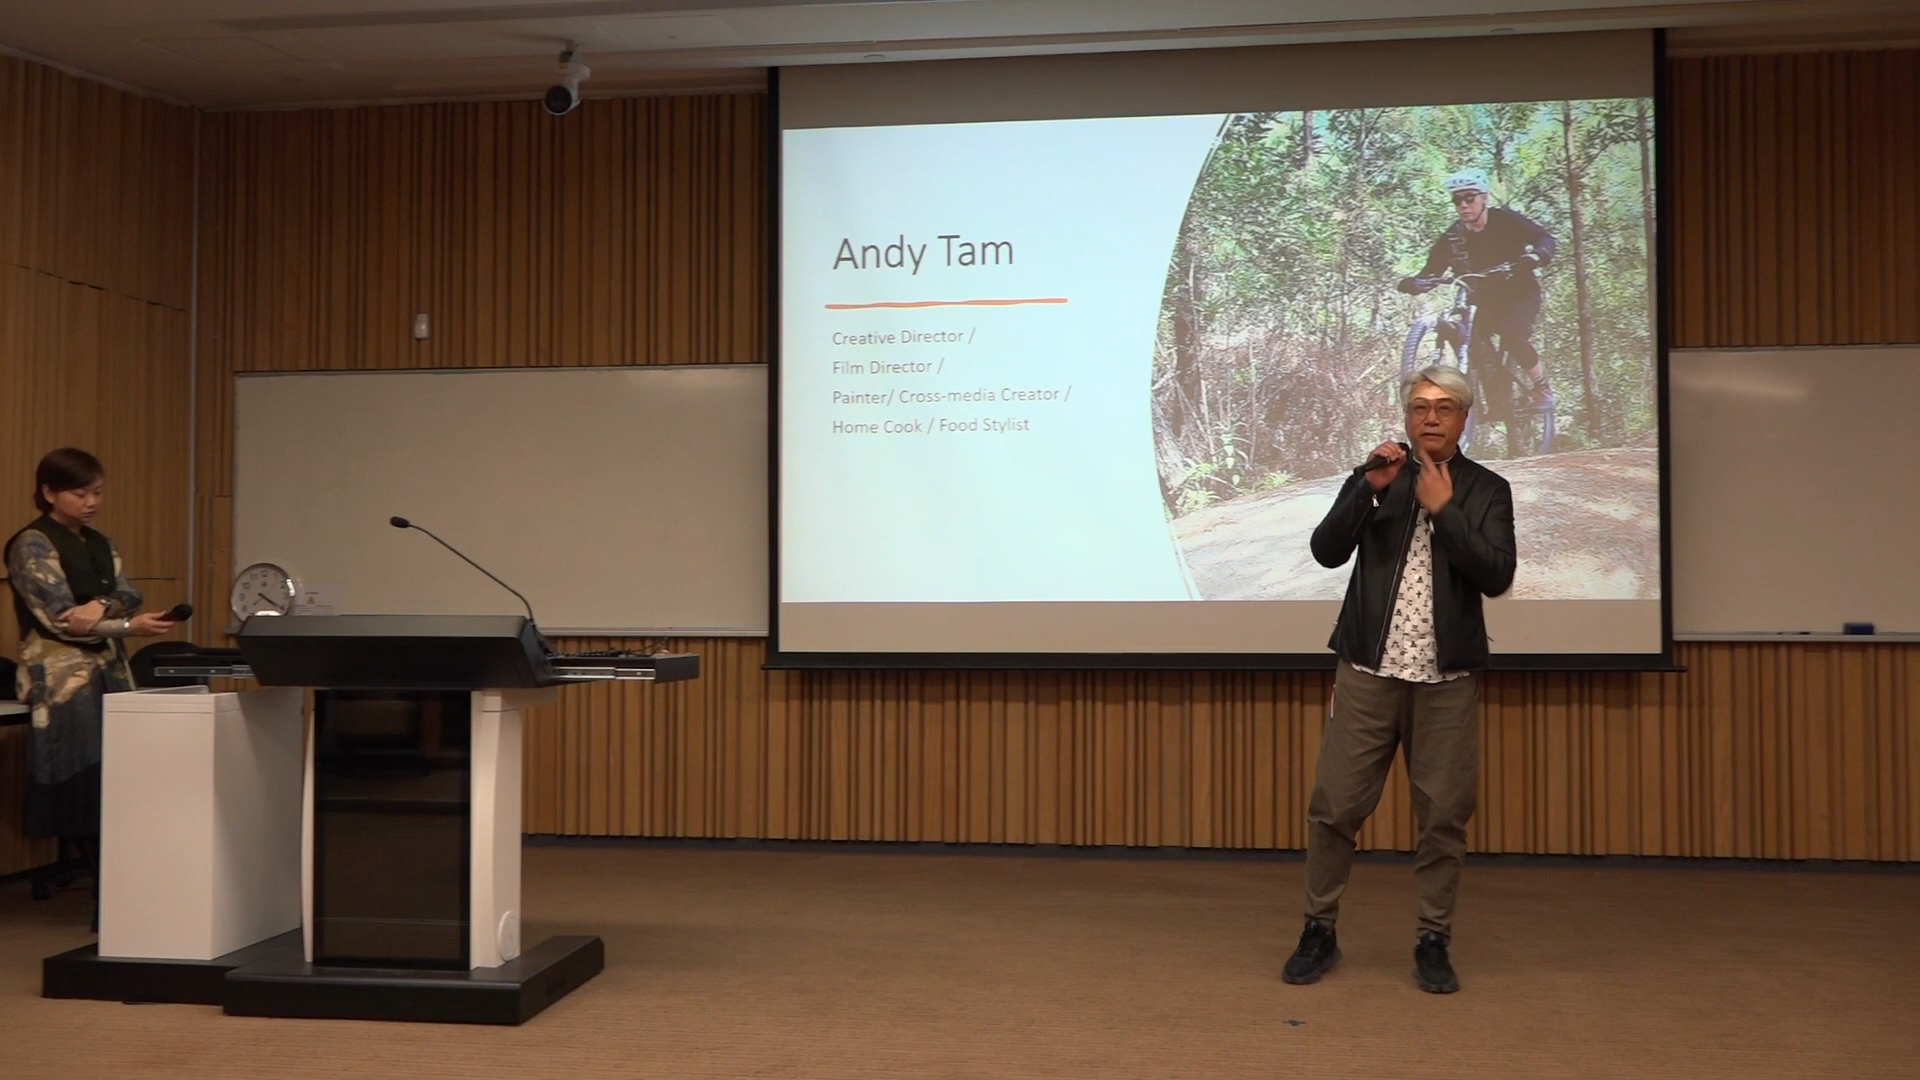 Andy Tam
Creative Director /
Film Director /
Painter/ Cross-media Creator /
Home Cook / Food Stylist